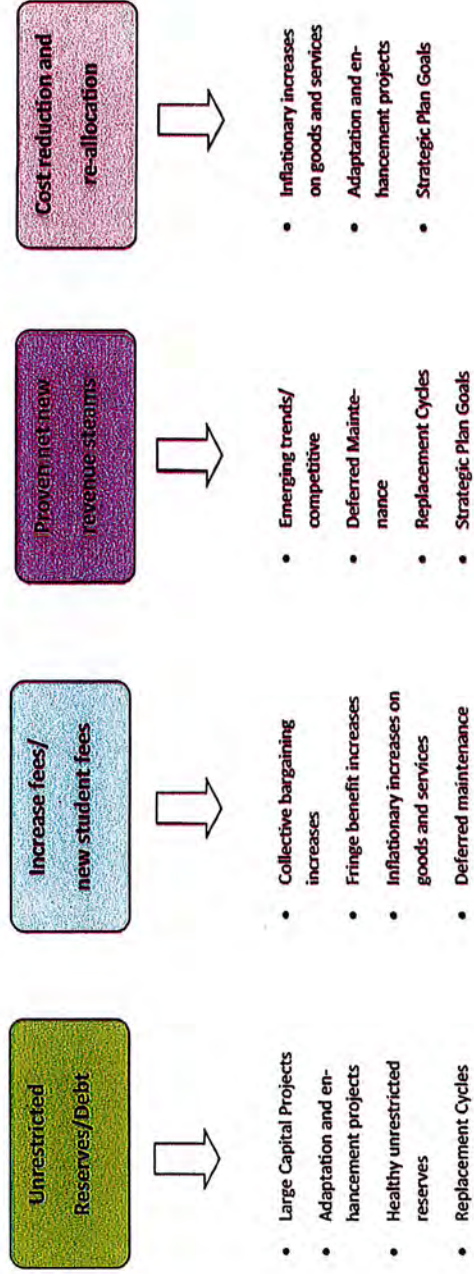 Unrestricted
Reserves/Debt
• Large Capital Projects
• Adaptation and en-
hancement projects
• Healthy unrestricted
reserves
• Replacement Cycles
Increase fees/
new student fees
• Collective bargaining
increases
• Fringe benefit increases
• Inflationary increases on
goods and services
• Deferred maintenance
Proven net new
revenue steams
• Emerging trends/
competitive
• Deferred Mainte-
nance
• Replacement Cycles
• Strategic Plan Goals
Cost reduction and
re-allocation
• Inflationary increases
on goods and services
• Adaptation and en-
hancement projects
• Strategic Plan Goals